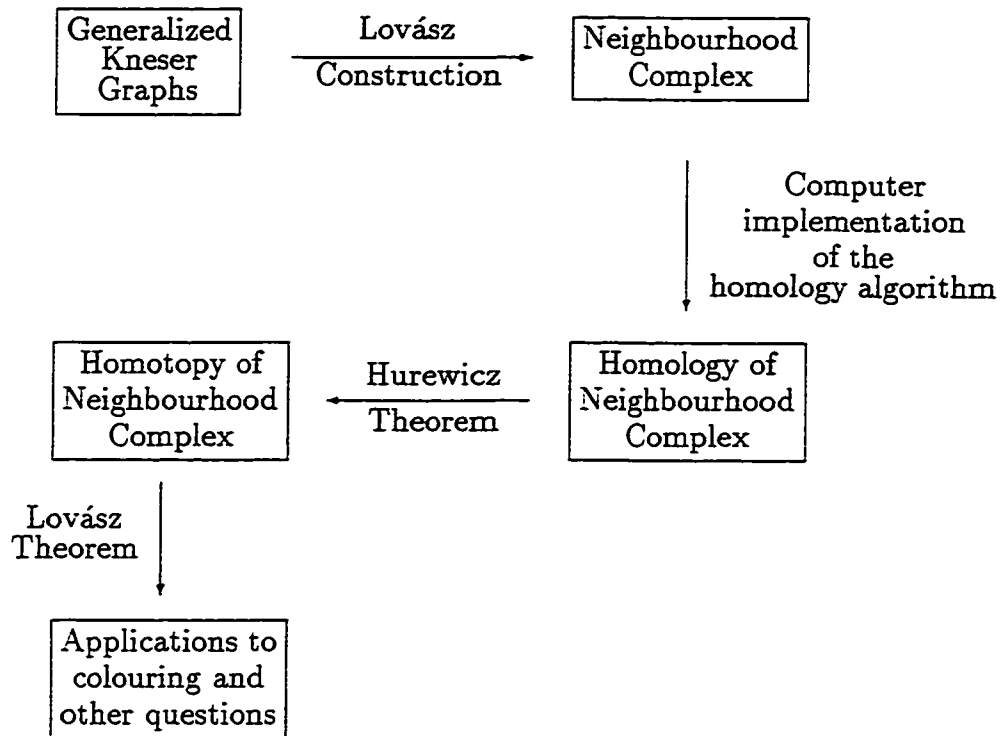 Generalized
Kneser
Graphs
Lovász
Construction
Neighbourhood
Complex
Computer
implementation
of the
homology algorithm
Homology of
Neighbourhood
Complex
Hurewicz
Theorem
Homotopy of
Neighbourhood
Complex
Lovász
Theorem
Applications to
colouring and
other questions